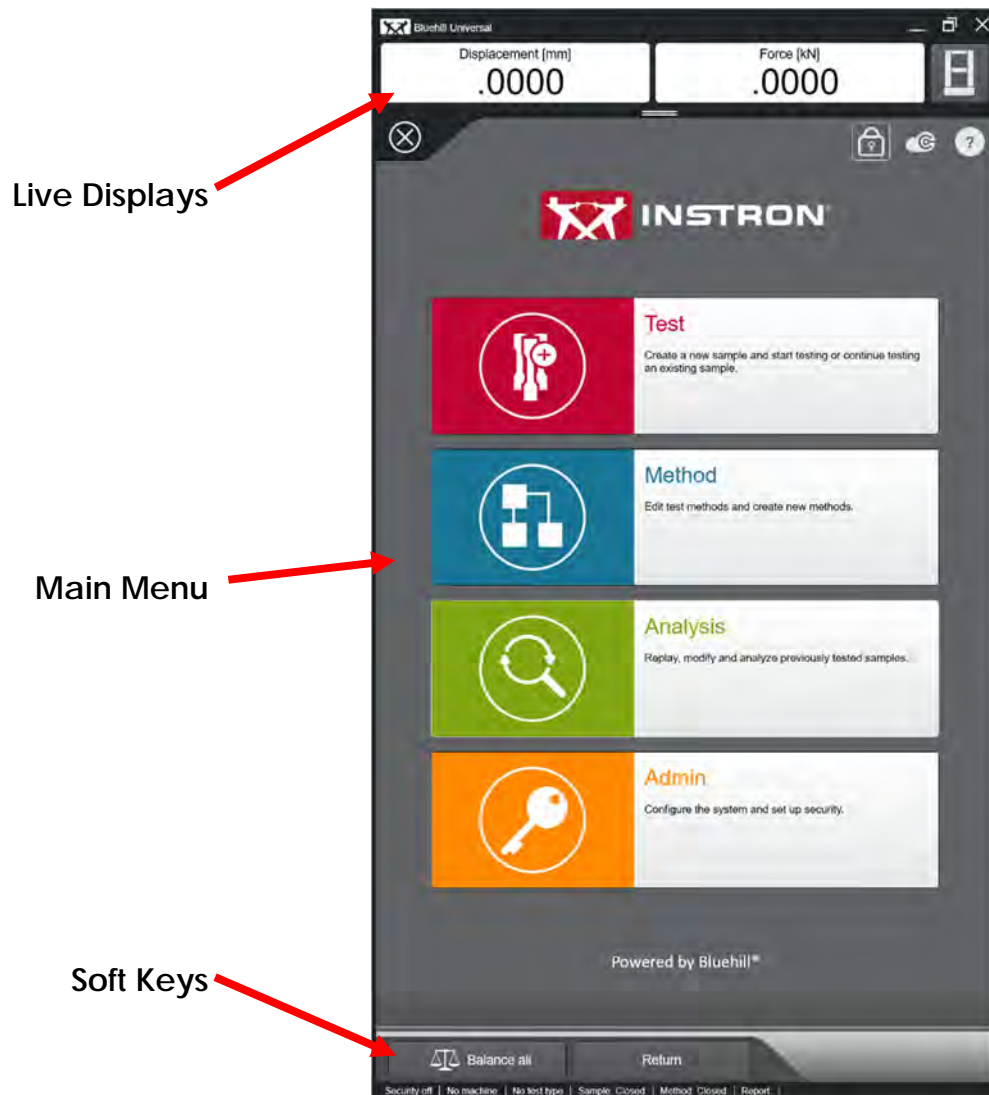 Bluehill Universal
Displacement [mm]
.0000
Force [kN]
.0000
Live Displays
INSTRON
Test
Create a new sample and start testing or continue testing
an existing sample.
Method
Edit test methods and create new methods.
Main Menu
Analysis
Replay, modify and analyze previously tested samples.
Admin
Configure the system and set up security.
Powered by Bluehill®
Soft Keys
Balance all
Return
Security off | No machine | No test type | Sample: Closed | Method: Closed | Report: |